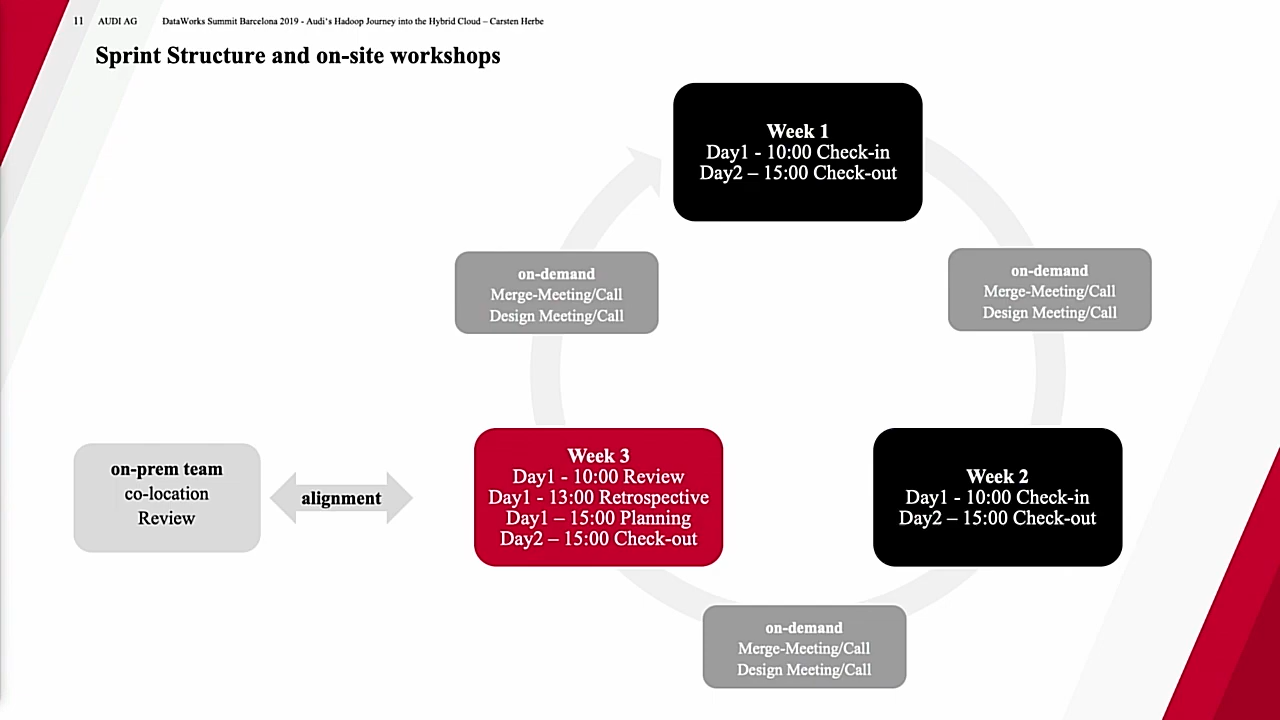 11 AUDI AG DataWorks Summit Barcelona 2019 - Audi's Hadoop Journey into the Hybrid Cloud – Carsten Herbe
Sprint Structure and on-site workshops
Week 1
Day1 - 10:00 Check-in
Day2 – 15:00 Check-out
on-demand
Merge-Meeting/Call
Design Meeting/Call
on-demand
Merge-Meeting/Call
Design Meeting/Call
on-prem team
co-location
Review
alignment
Week 3
Day1 - 10:00 Review
Day1 - 13:00 Retrospective
Day1 – 15:00 Planning
Day2 – 15:00 Check-out
Week 2
Day1 - 10:00 Check-in
Day2 – 15:00 Check-out
on-demand
Merge-Meeting/Call
Design Meeting/Call